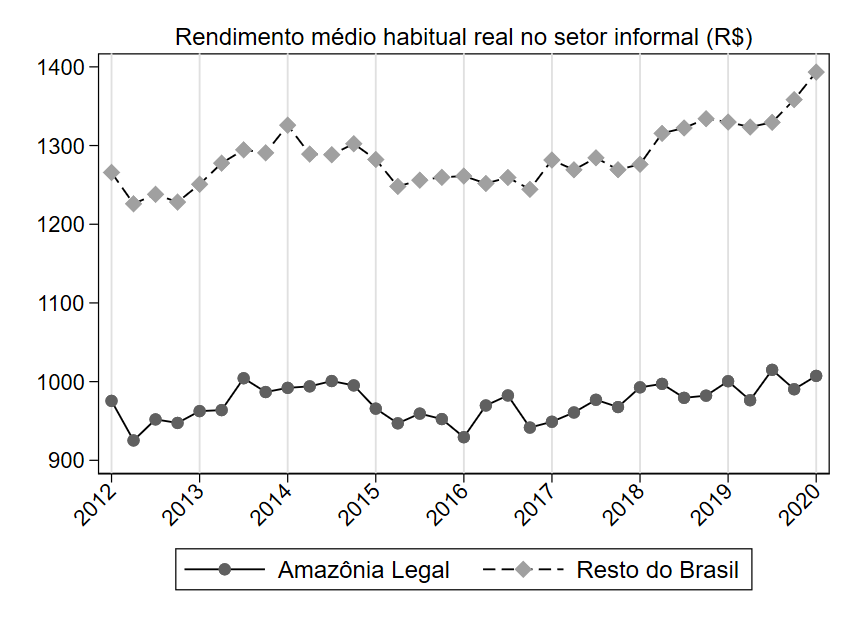 Rendimento médio habitual real no setor informal (R$)
1400
1300
1200
1100
1000
900
2012 2013 2014 2015 2016 2017 2018 2019 2020
Amazônia Legal Resto do Brasil